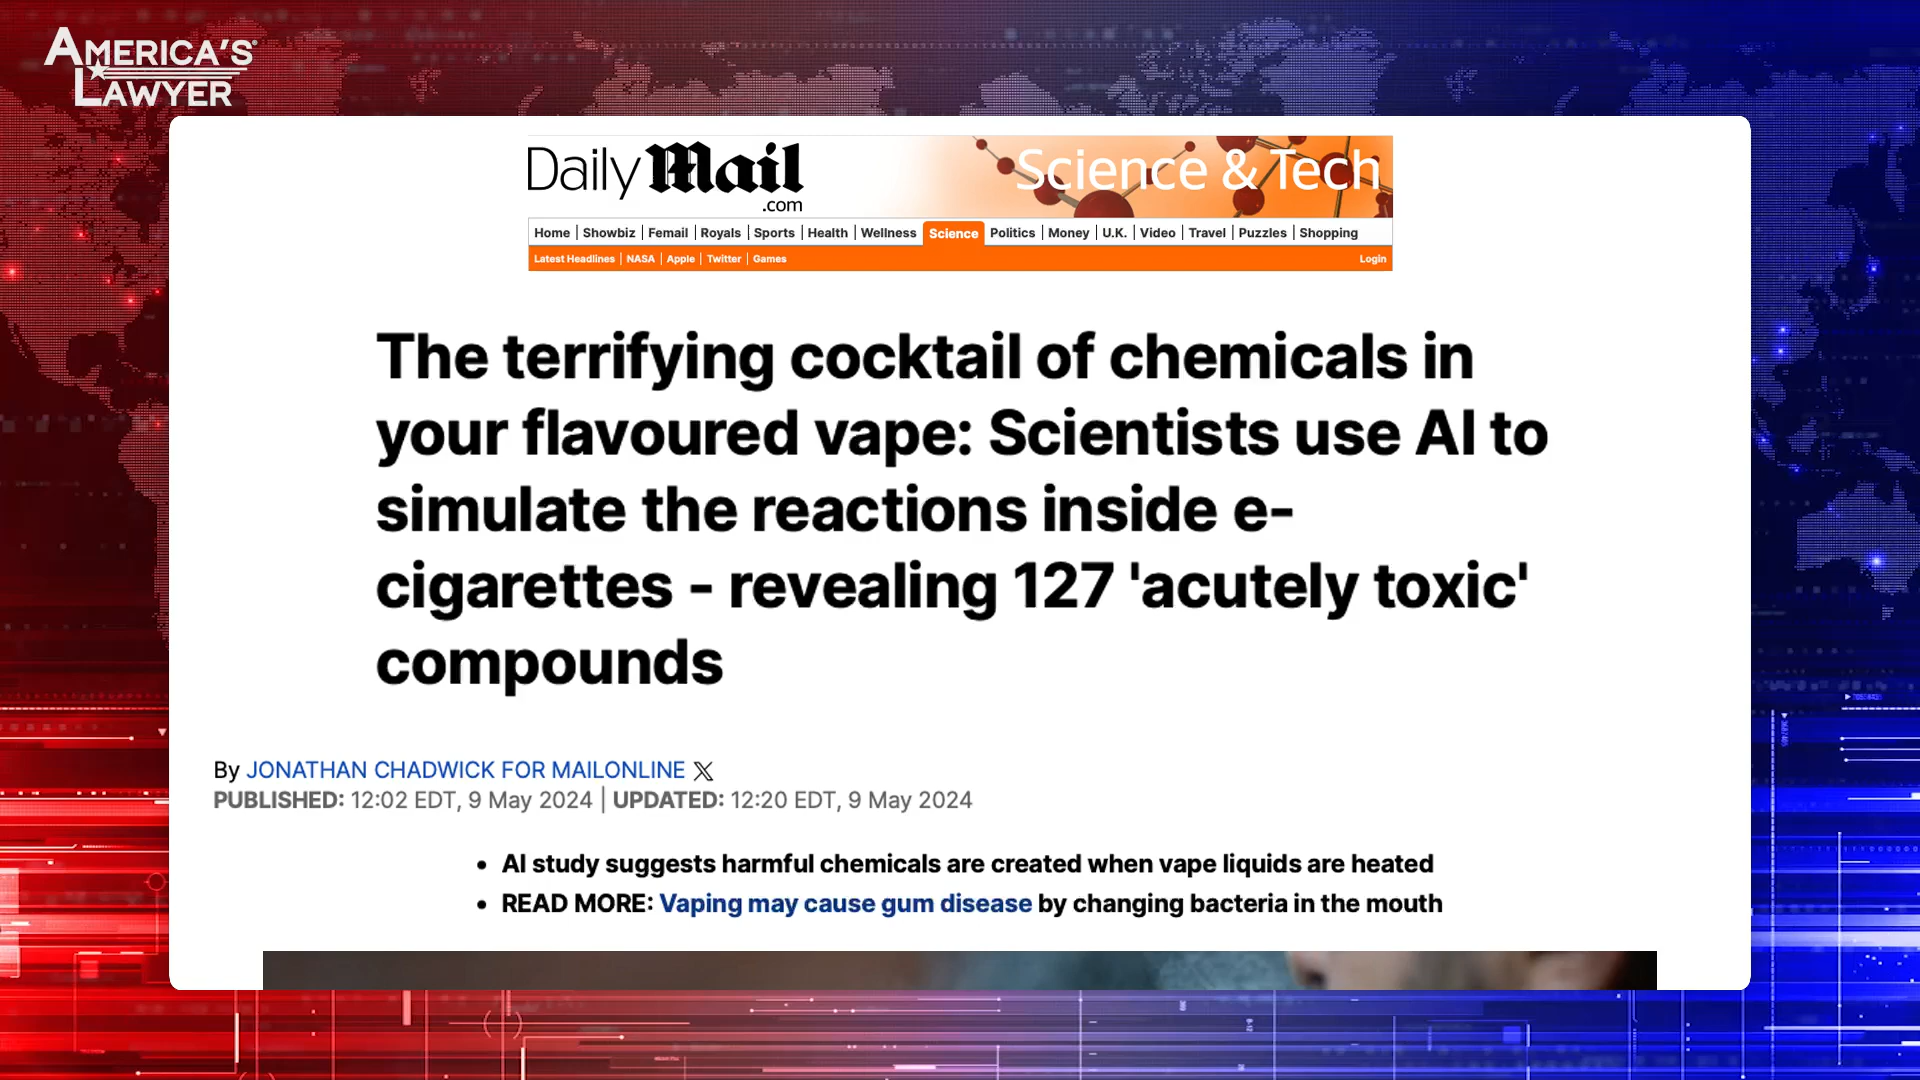 AMERICA'S
LAWYER
Daily Mail
.com
Science & Tech
Home | Showbiz | Femail | Royals | Sports | Health | Wellness | Science | Politics | Money | U.K. | Video | Travel | Puzzles | Shopping
Latest Headlines | NASA | Apple | Twitter | Games
Login
The terrifying cocktail of chemicals in
your flavoured vape: Scientists use AI to
simulate the reactions inside e-
cigarettes - revealing 127 'acutely toxic'
compounds
By JONATHAN CHADWICK FOR MAILONLINE X
PUBLISHED: 12:02 EDT, 9 May 2024 | UPDATED: 12:20 EDT, 9 May 2024
• AI study suggests harmful chemicals are created when vape liquids are heated
• READ MORE: Vaping may cause gum disease by changing bacteria in the mouth